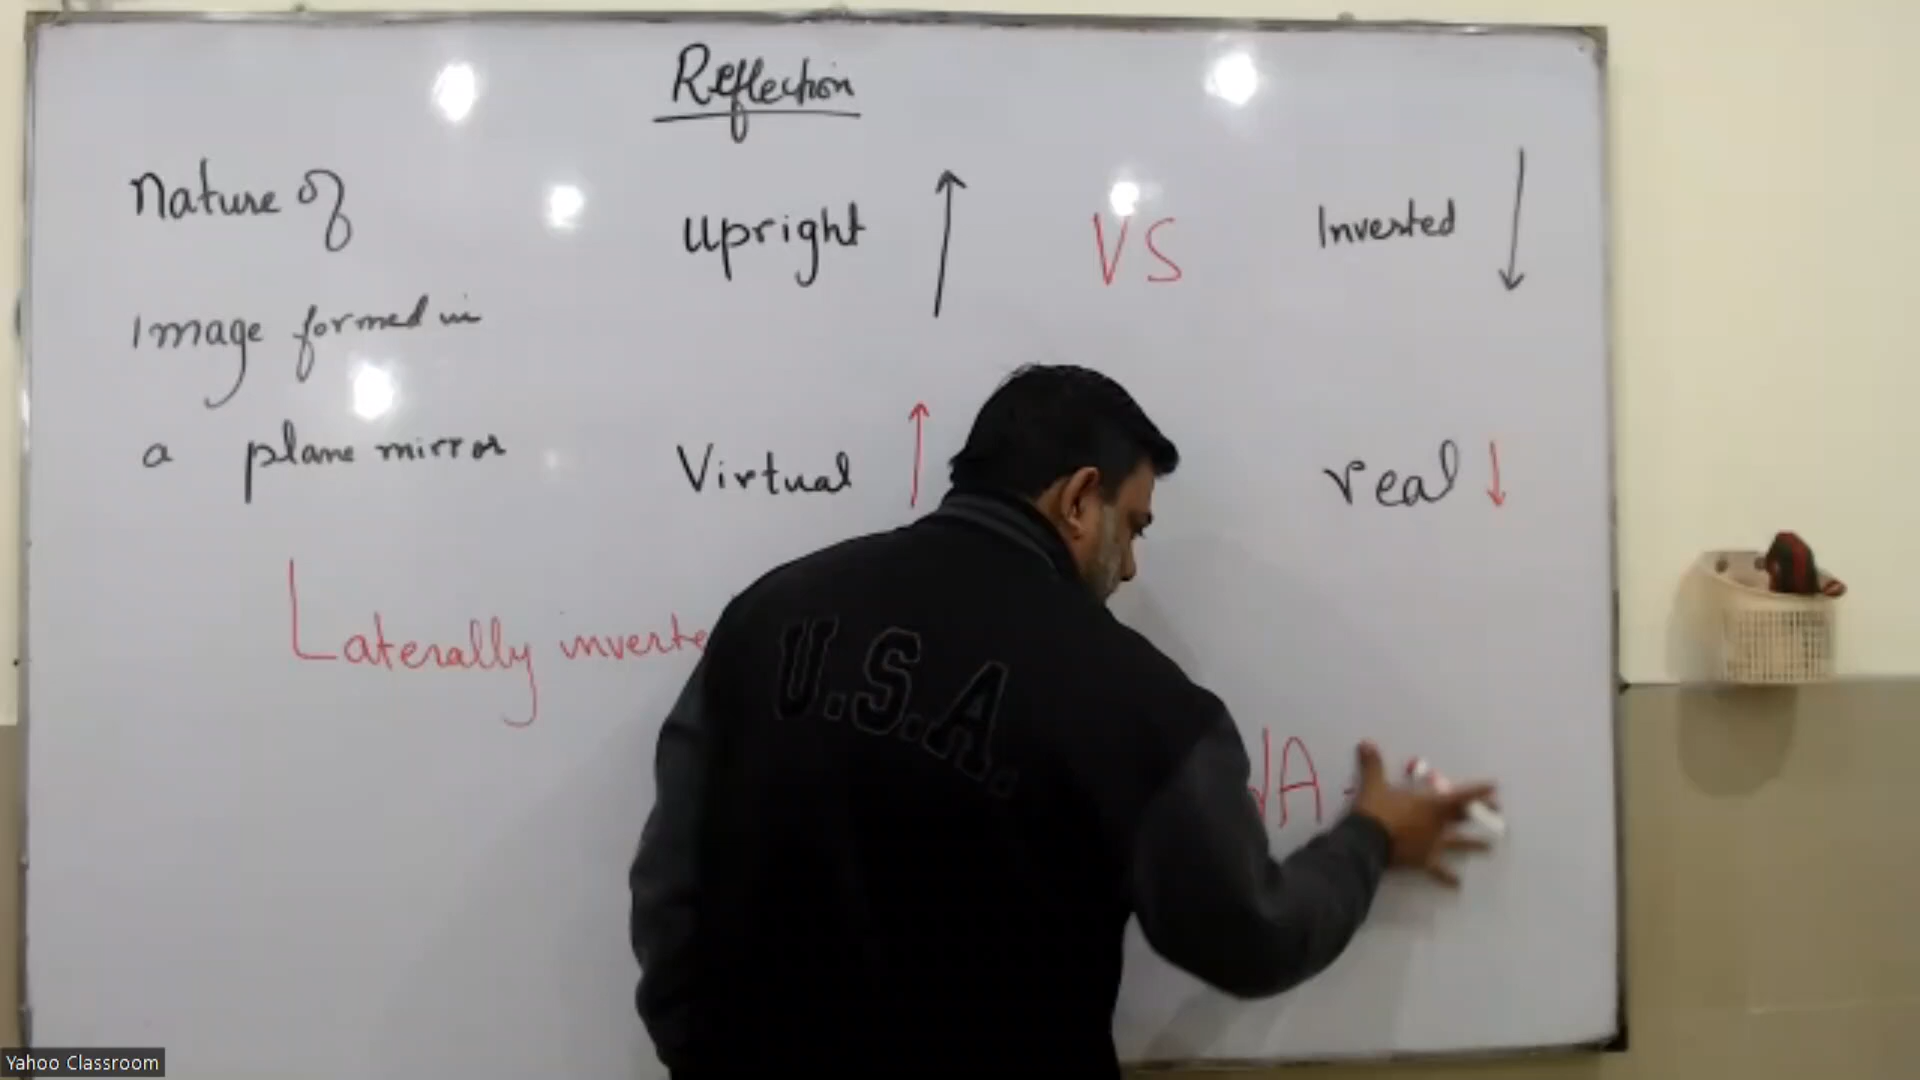 Reflection
Nature of
Upright
VS
Inverted
Image formed in
a plane mirror
Virtual
real
Laterally inverte
U.S.A.
Yahoo Classroom